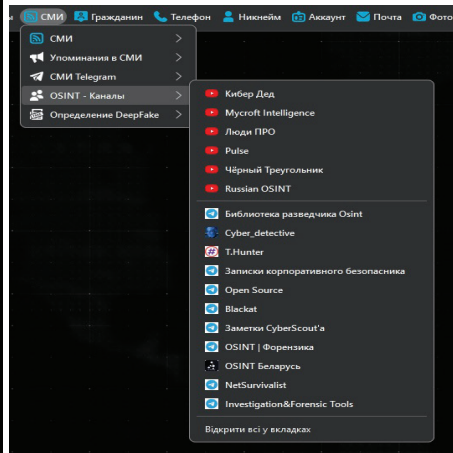 ы СМИ Гражданин Телефон Никнейм Аккаунт Почта Фото
СМИ
Упоминания в СМИ
СМИ Telegram
OSINT - Каналы
Определение DeepFake
Кибер Дед
Mycroft Intelligence
Люди ПРО
Pulse
Чёрный Треугольник
Russian OSINT
Библиотека разведчика Osint
Cyber_detective
T.Hunter
Записки корпоративного безопасника
Open Source
Blackat
Заметки CyberScout'a
OSINT | Форензика
OSINT Беларусь
NetSurvivalist
Investigation&Forensic Tools
Відкрити всі у вкладках